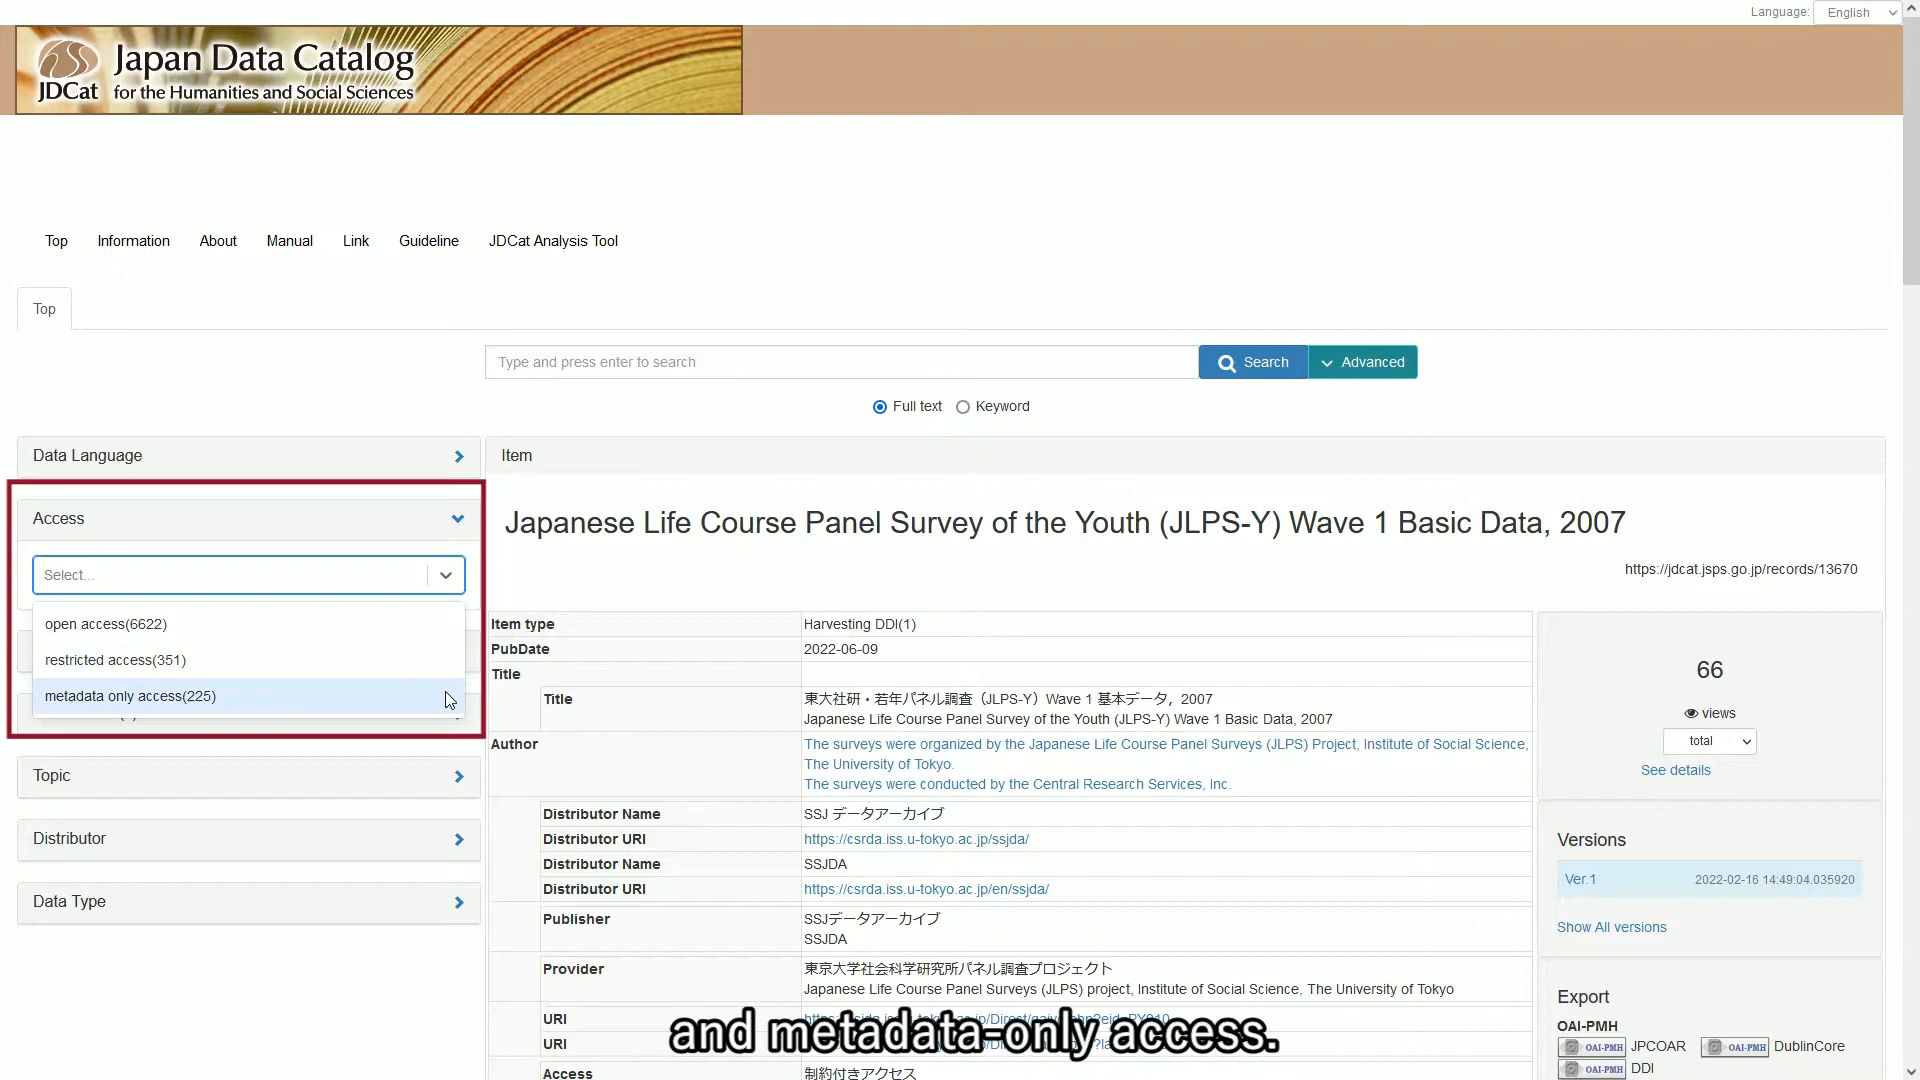 Language: English
Japan Data Catalog
JDCat for the Humanities and Social Sciences
Top Information About Manual Link Guideline JDCat Analysis Tool
Top
Type and press enter to search Search Advanced
Full text Keyword
Data Language
Access
Select...
open access(6622)
restricted access(351)
metadata only access(225)
Topic
Distributor
Data Type
Item
Japanese Life Course Panel Survey of the Youth (JLPS-Y) Wave 1 Basic Data, 2007
https://jdcat.jsps.go.jp/records/13670
Item type Harvesting DDI(1)
PubDate 2022-06-09
Title
Title 東大社研・若年パネル調査（JLPS-Y）Wave 1 基本データ，2007
Japanese Life Course Panel Survey of the Youth (JLPS-Y) Wave 1 Basic Data, 2007
Author The surveys were organized by the Japanese Life Course Panel Surveys (JLPS) Project, Institute of Social Science,
The University of Tokyo.
The surveys were conducted by the Central Research Services, Inc.
Distributor Name SSJ データアーカイブ
Distributor URI https://csrda.iss.u-tokyo.ac.jp/ssjda/
Distributor Name SSJDA
Distributor URI https://csrda.iss.u-tokyo.ac.jp/en/ssjda/
Publisher SSJデータアーカイブ
SSJDA
Provider 東京大学社会科学研究所パネル調査プロジェクト
Japanese Life Course Panel Surveys (JLPS) project, Institute of Social Science, The University of Tokyo
URI
URI
Access 制約付きアクセス
66
views
total
See details
Versions
Ver.1 2022-02-16 14:49:04.035920
Show All versions
Export
OAI-PMH
OAI-PMH JPCOAR OAI-PMH DublinCore
OAI-PMH DDI
and metadata-only access.